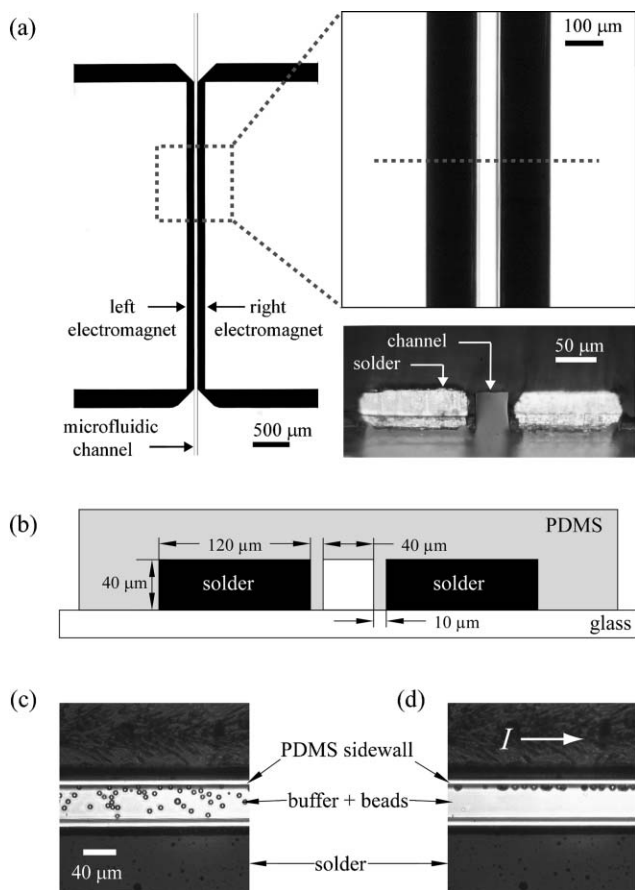 (a)
100 μm
left
electromagnet
right
electromagnet
microfluidic
channel
500 μm
channel
solder
50 μm
(b)
PDMS
120 μm
40 μm
40 μm
solder
solder
10 μm
glass
(c)
(d)
I
PDMS sidewall
buffer + beads
solder
40 μm